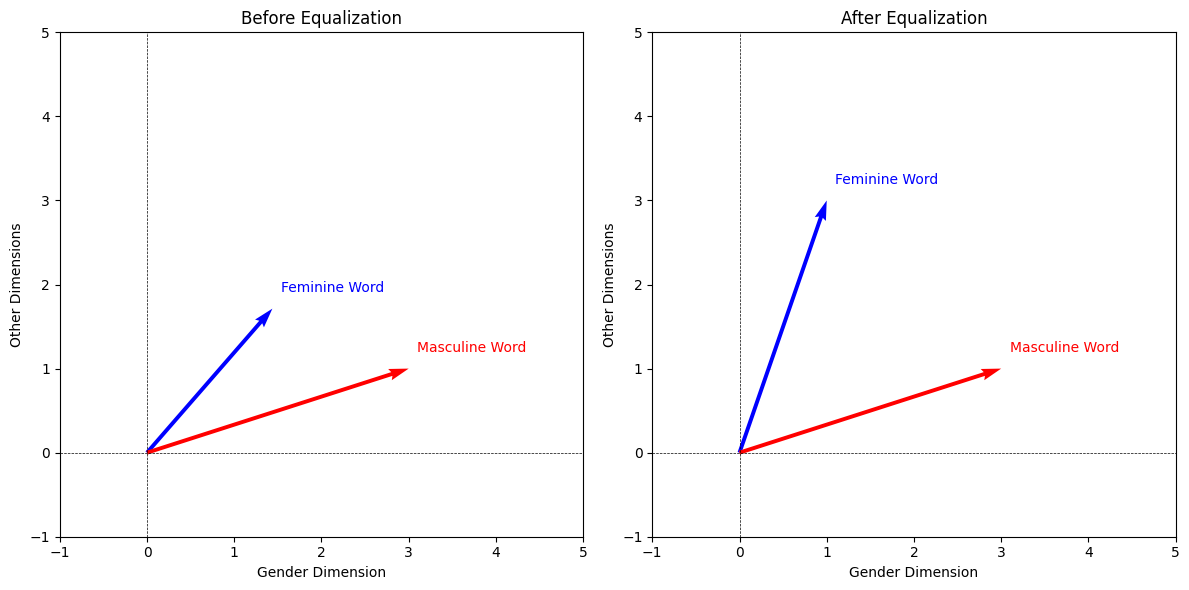 Before Equalization
5
4
3
2
1
0
−1
Other Dimensions
Feminine Word
Masculine Word
−1 0 1 2 3 4 5
Gender Dimension
After Equalization
5
4
3
2
1
0
−1
Other Dimensions
Feminine Word
Masculine Word
−1 0 1 2 3 4 5
Gender Dimension